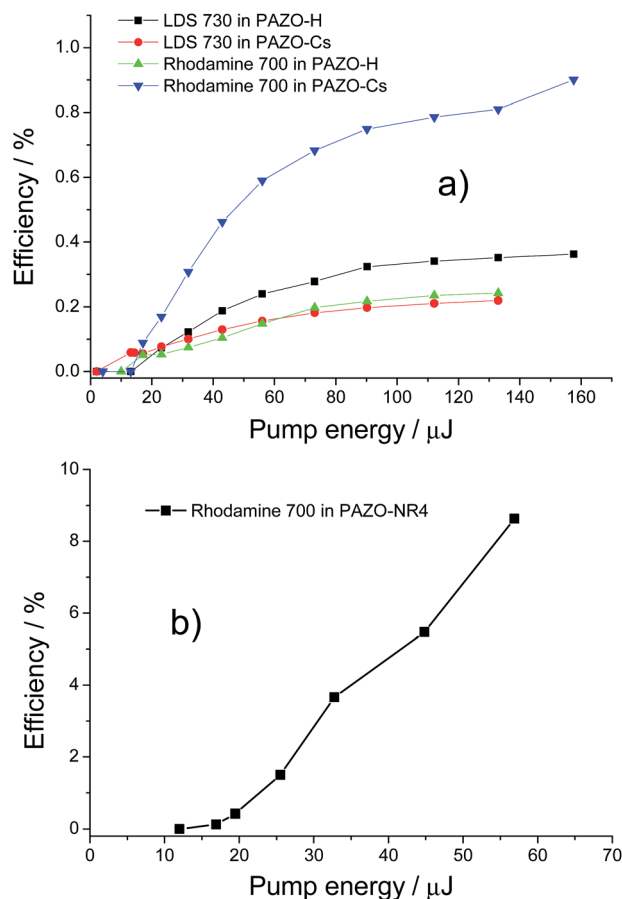 LDS 730 in PAZO-H
LDS 730 in PAZO-Cs
Rhodamine 700 in PAZO-H
Rhodamine 700 in PAZO-Cs
1.0
0.8
0.6
0.4
0.2
0.0
Efficiency / %
a)
0 20 40 60 80 100 120 140 160
Pump energy / μJ
10
8
6
4
2
0
Efficiency / %
Rhodamine 700 in PAZO-NR4
b)
0 10 20 30 40 50 60 70
Pump energy / μJ